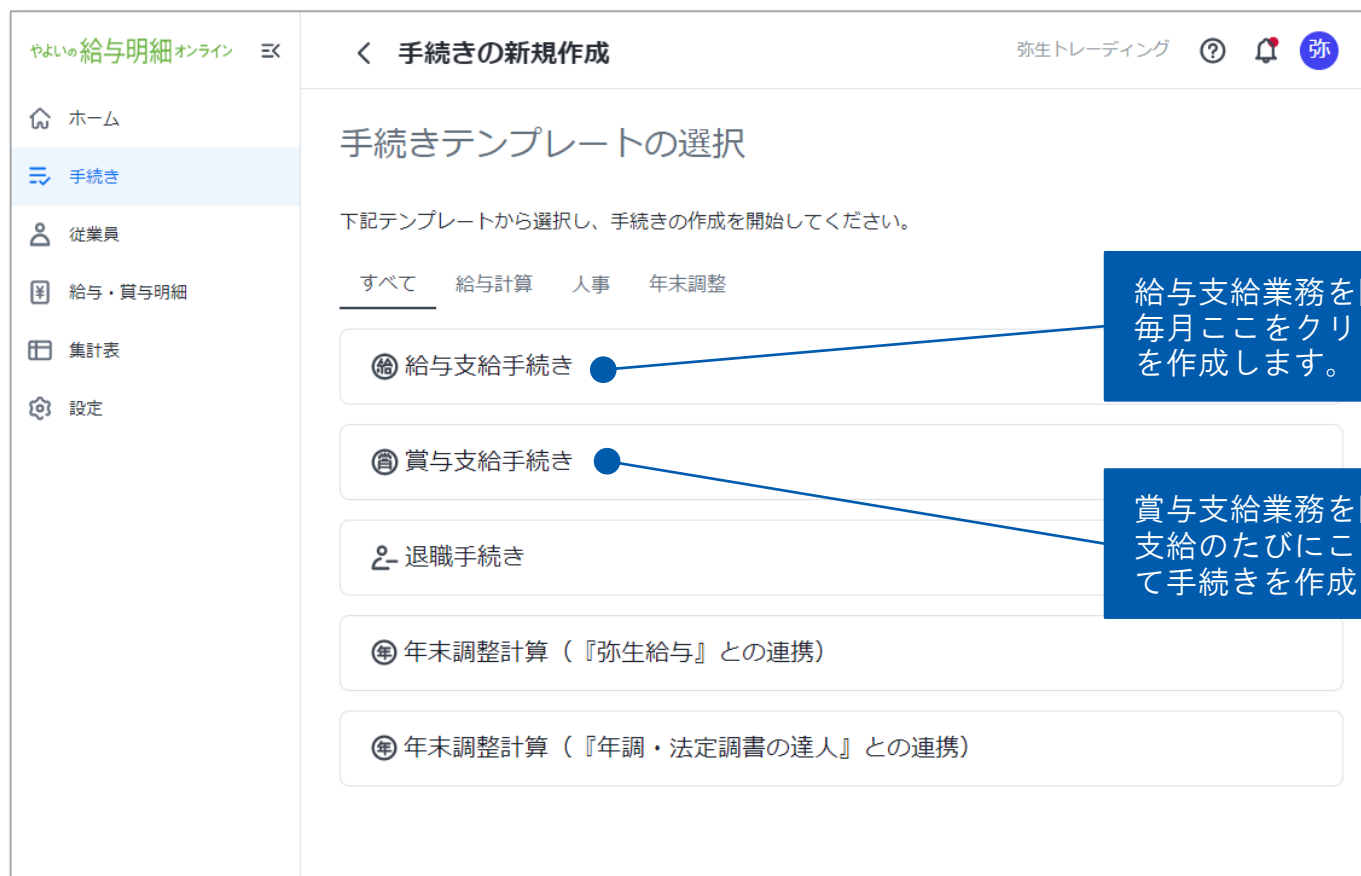 やよいの給与明細オンライン
手続きの新規作成
弥生トレーディング
弥
ホーム
手続き
従業員
給与・賞与明細
集計表
設定
手続きテンプレートの選択
下記テンプレートから選択し、手続きの作成を開始してください。
すべて 給与計算 人事 年末調整
給 給与支給手続き
賞 賞与支給手続き
退職手続き
年 年末調整計算（『弥生給与』との連携）
年 年末調整計算（『年調・法定調書の達人』との連携）
給与支給業務を
毎月ここをクリ
を作成します。
賞与支給業務を
支給のたびにこ
て手続きを作成